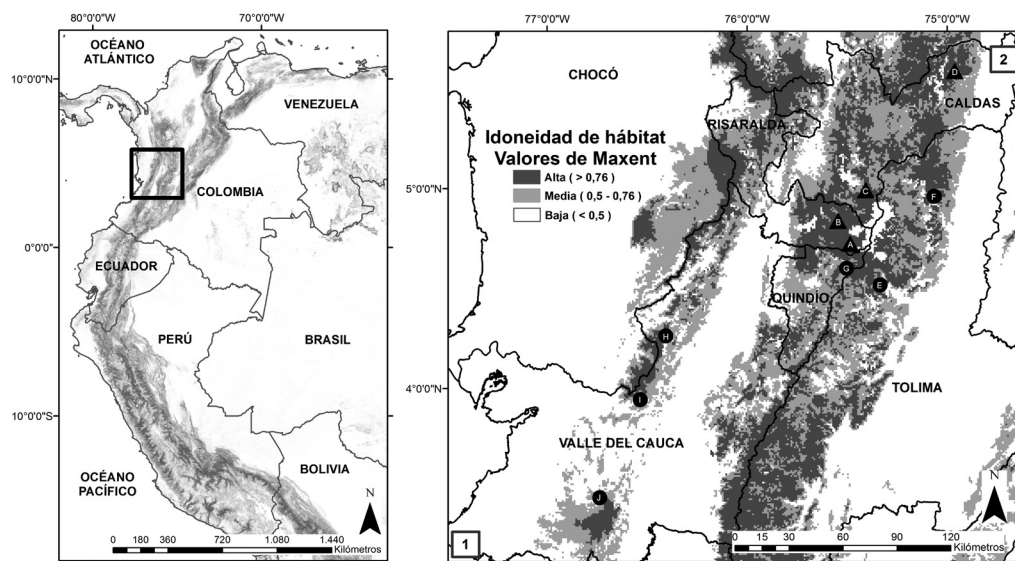 80°0'0"W
70°0'0"W
OCÉANO
ATLÁNTICO
10°0'0"N
VENEZUELA
COLOMBIA
0°0'0"
ECUADOR
PERÚ
BRASIL
10°0'0"S
BOLIVIA
OCÉANO
PACÍFICO
N
0 180 360 720 1.080 1.440
Kilómetros
1
77°0'0"W
76°0'0"W
75°0'0"W
2
CHOCÓ
D
CALDAS
RISARALDA
Idoneidad de hábitat
Valores de Maxent
Alta ( > 0,76)
Media ( 0,5 - 0,76)
Baja ( < 0,5)
5°0'0"N
C
F
B
A
G
E
QUINDÍO
H
4°0'0"N
I
TOLIMA
VALLE DEL CAUCA
J
N
0 15 30 60 90 120
Kilómetros